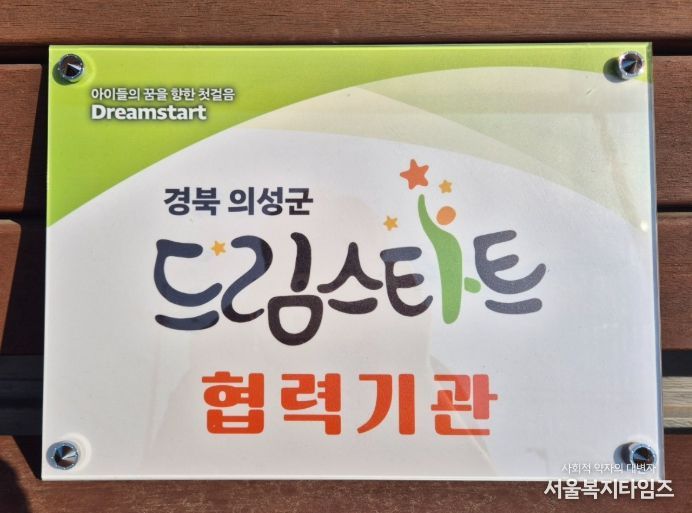 아이들의 꿈을 향한 첫걸음
Dreamstart
경북 의성군
드림스타트
협력기관
사회적 약자의 대변자
서울복지타임즈